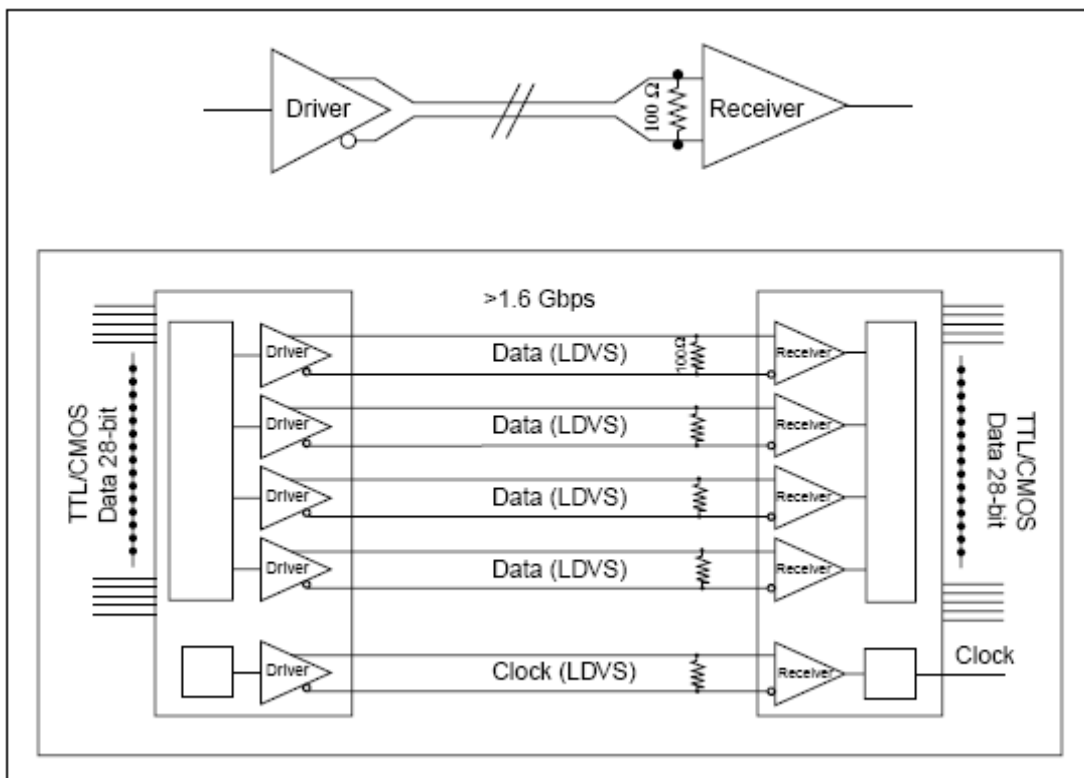 Driver
100 Ω
Receiver
>1.6 Gbps
TTL/CMOS
Data 28-bit
Driver
Data (LDVS)
100Ω
Receiver
Driver
Data (LDVS)
Receiver
Driver
Data (LDVS)
Receiver
Driver
Data (LDVS)
Receiver
TTL/CMOS
Data 28-bit
Driver
Clock (LDVS)
Receiver
Clock